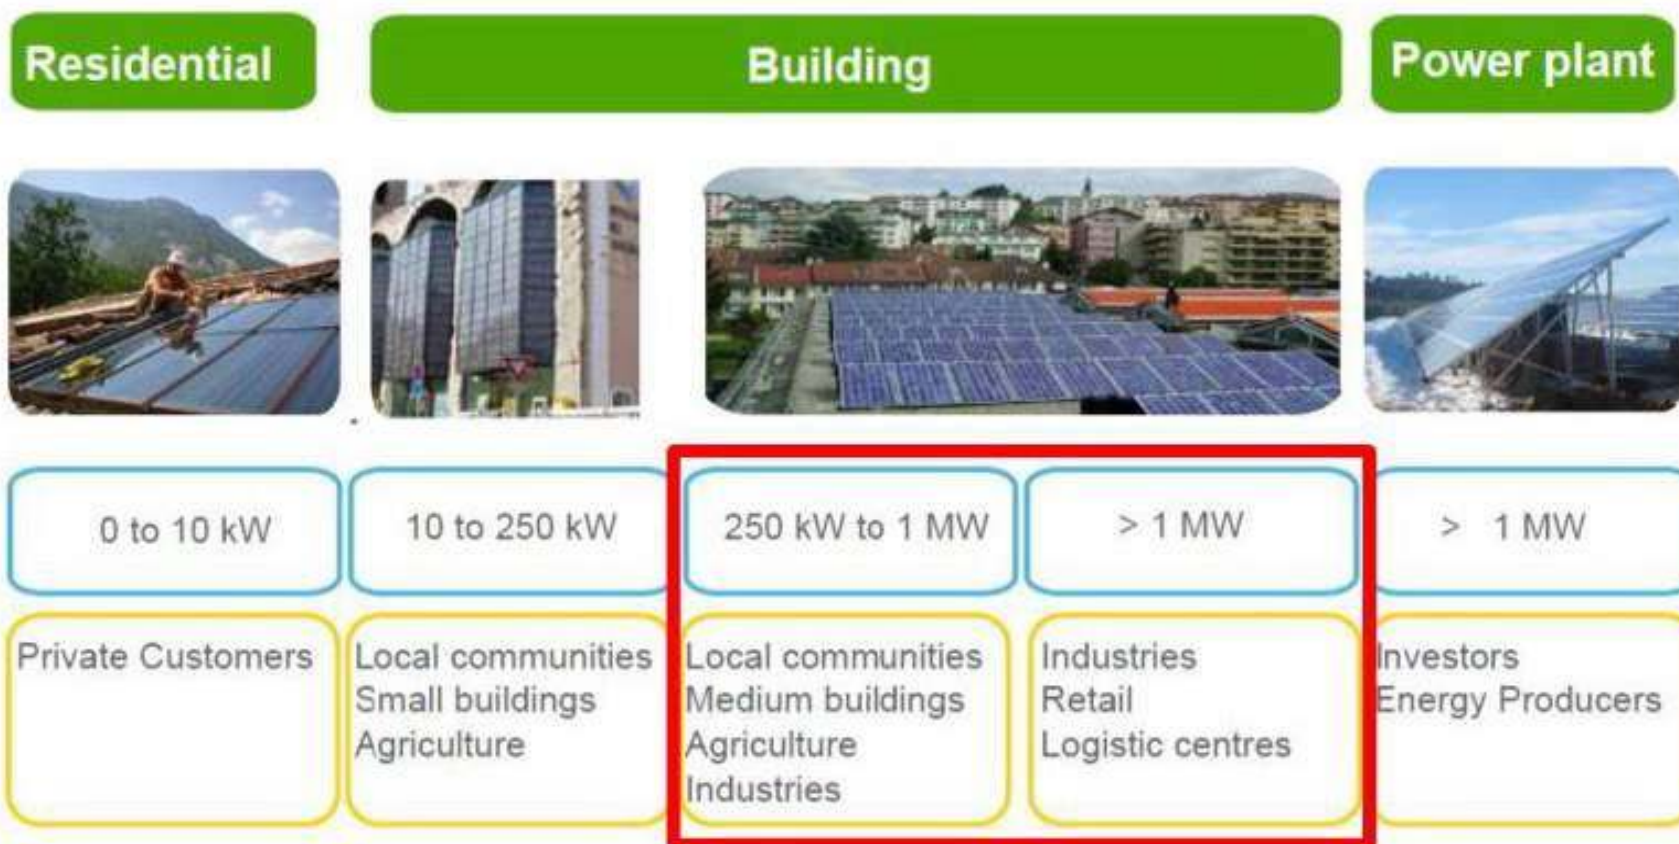 Residential
Building
Power plant
0 to 10 kW
10 to 250 kW
250 kW to 1 MW
> 1 MW
> 1 MW
Private Customers
Local communities
Small buildings
Agriculture
Local communities
Medium buildings
Agriculture
Industries
Industries
Retail
Logistic centres
Investors
Energy Producers